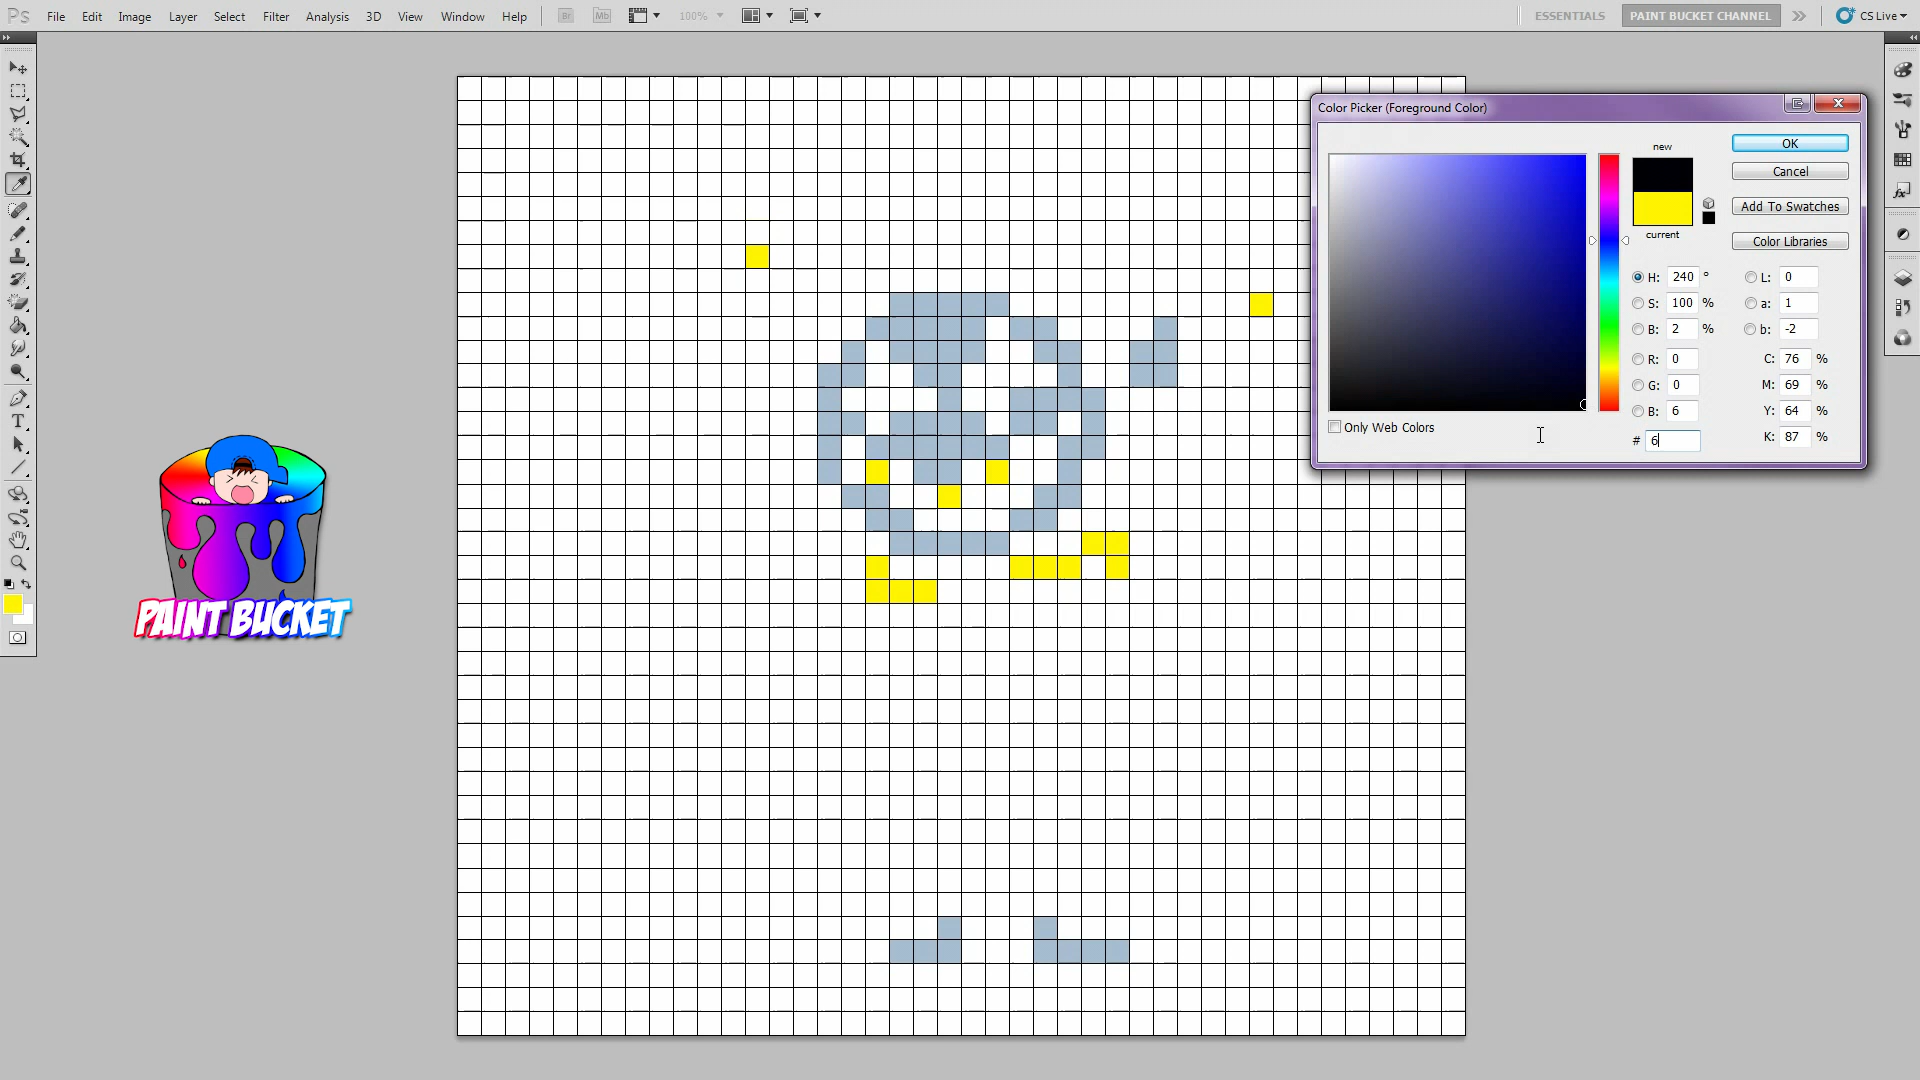 Ps File Edit Image Layer Select Filter Analysis 3D View Window Help Br Mb 100% ESSENTIALS PAINT BUCKET CHANNEL CS Live
Color Picker (Foreground Color)
new
current
OK
Cancel
Add To Swatches
Color Libraries
H: 240 ° L: 0
S: 100 % a: 1
B: 2 % b: -2
R: 0 C: 76 %
G: 0 M: 69 %
B: 6 Y: 64 %
# 6 K: 87 %
Only Web Colors
PAINT BUCKET